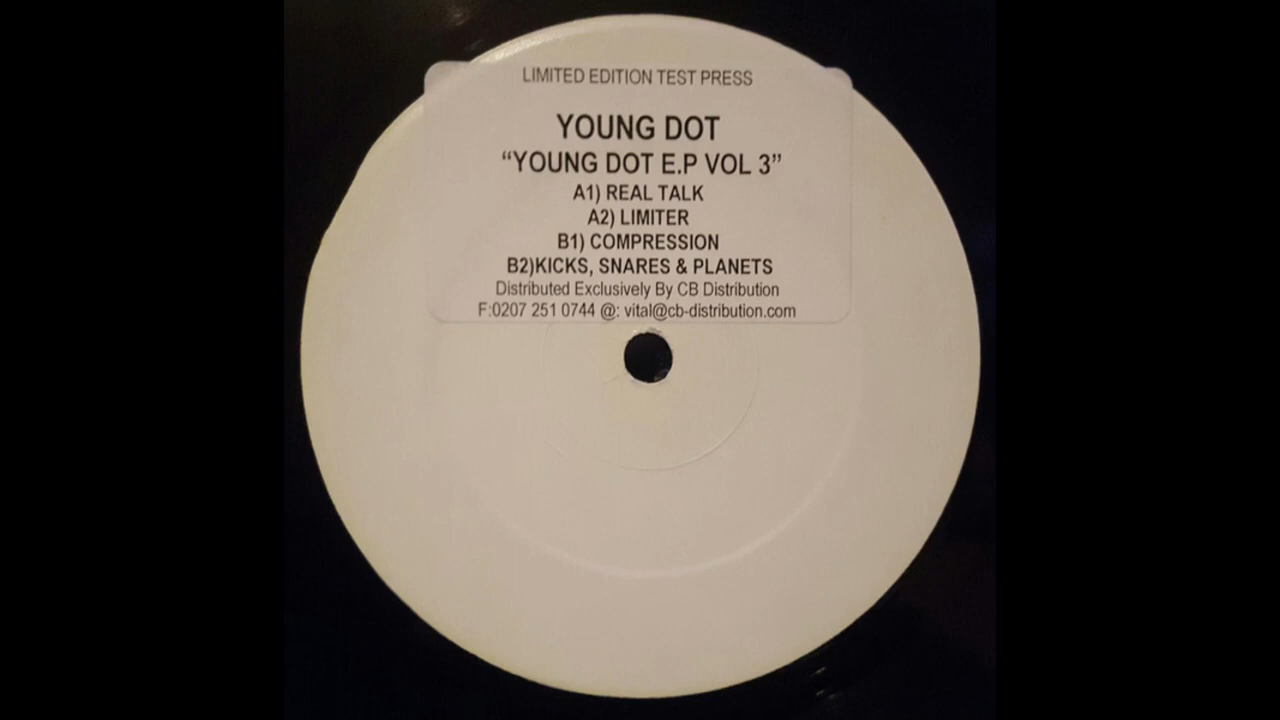 LIMITED EDITION TEST PRESS
YOUNG DOT
“YOUNG DOT E.P VOL 3”
A1) REAL TALK
A2) LIMITER
B1) COMPRESSION
B2)KICKS, SNARES & PLANETS
Distributed Exclusively By CB Distribution
F:0207 251 0744 @: vital@cb-distribution.com